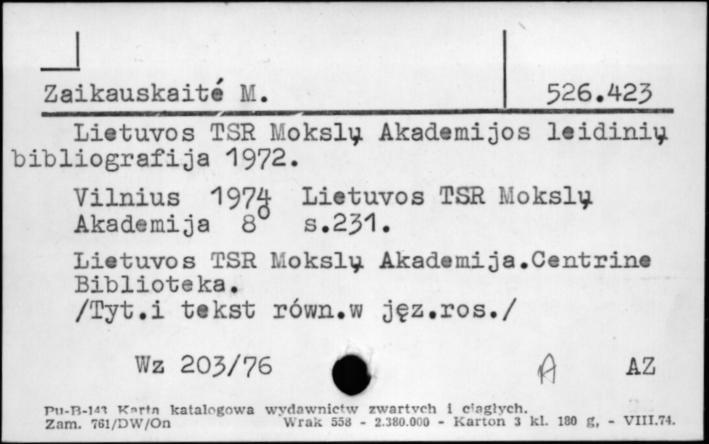 Zaikauskaité M. 526.423
Lietuvos TSR Mokslų Akademijos leidinių
bibliografija 1972.
Vilnius 1974 Lietuvos TSR Mokslų
Akademija 8° s.231.
Lietuvos TSR Mokslų Akademija.Centrine
Biblioteka.
/Tyt.i tekst równ.w jęz.ros./
Wz 203/76 A AZ
Pu-B-143 Karta katalogowa wydawnictw zwartych i ciągłych.
Zam. 761/DW/On Wrak 558 - 2.380.000 - Karton 3 kl. 180 g, - VIII.74.